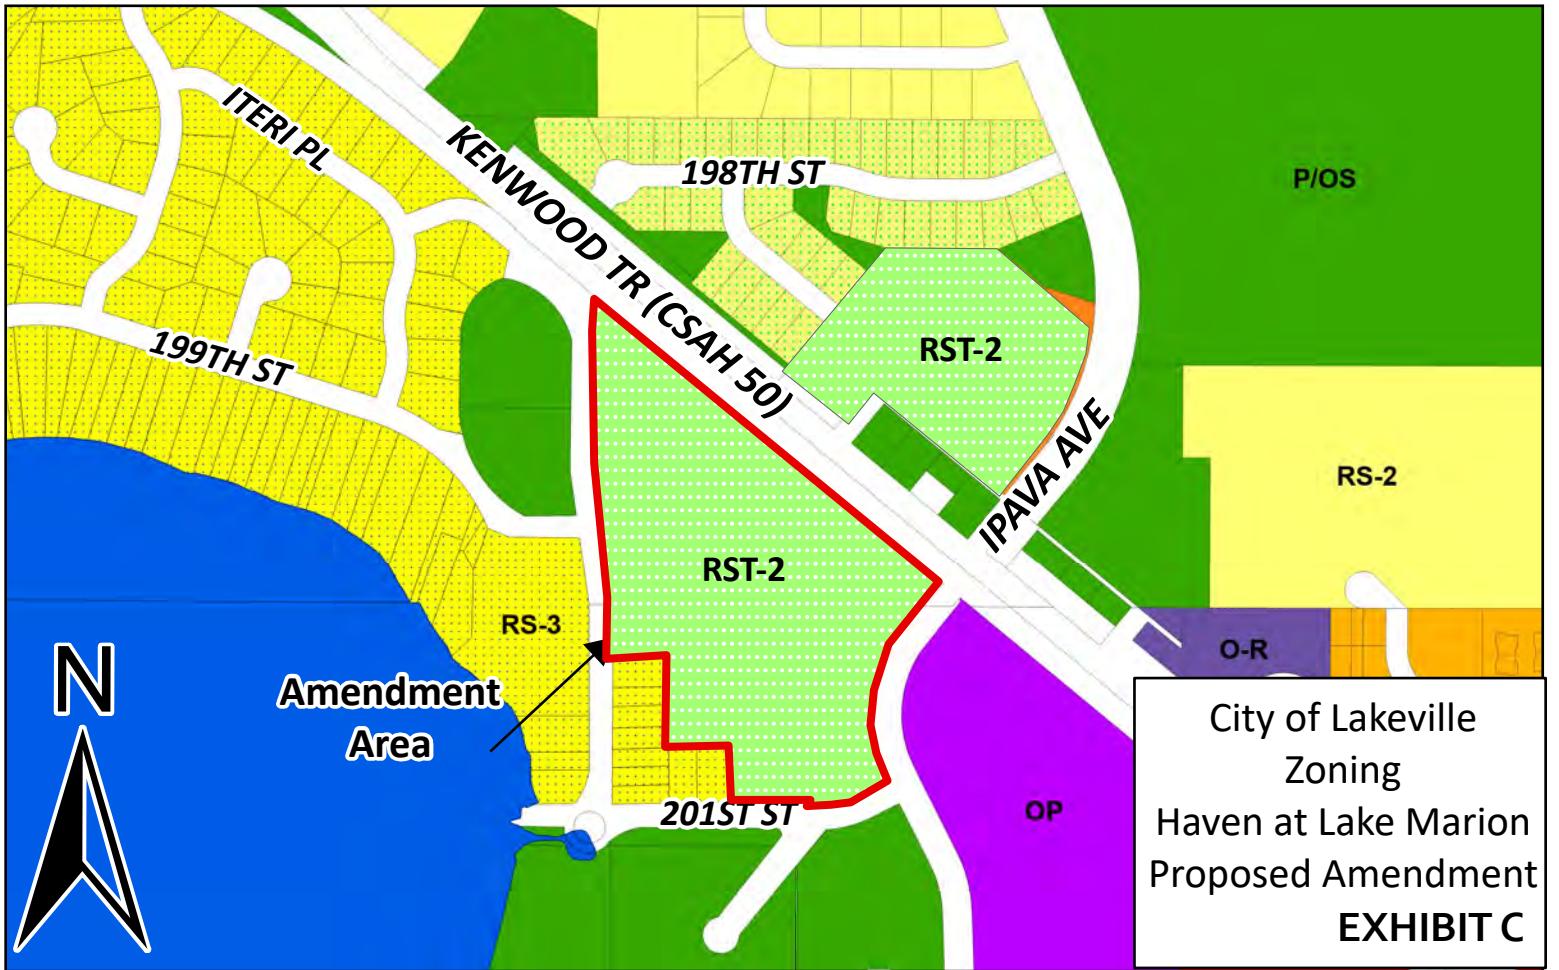 ITERI PL
KENWOOD TR (CSAH 50)
198TH ST
P/OS
199TH ST
RST-2
IPAVA AVE
RS-2
RST-2
RS-3
O-R
N
Amendment
Area
201ST ST
OP
City of Lakeville
Zoning
Haven at Lake Marion
Proposed Amendment
EXHIBIT C